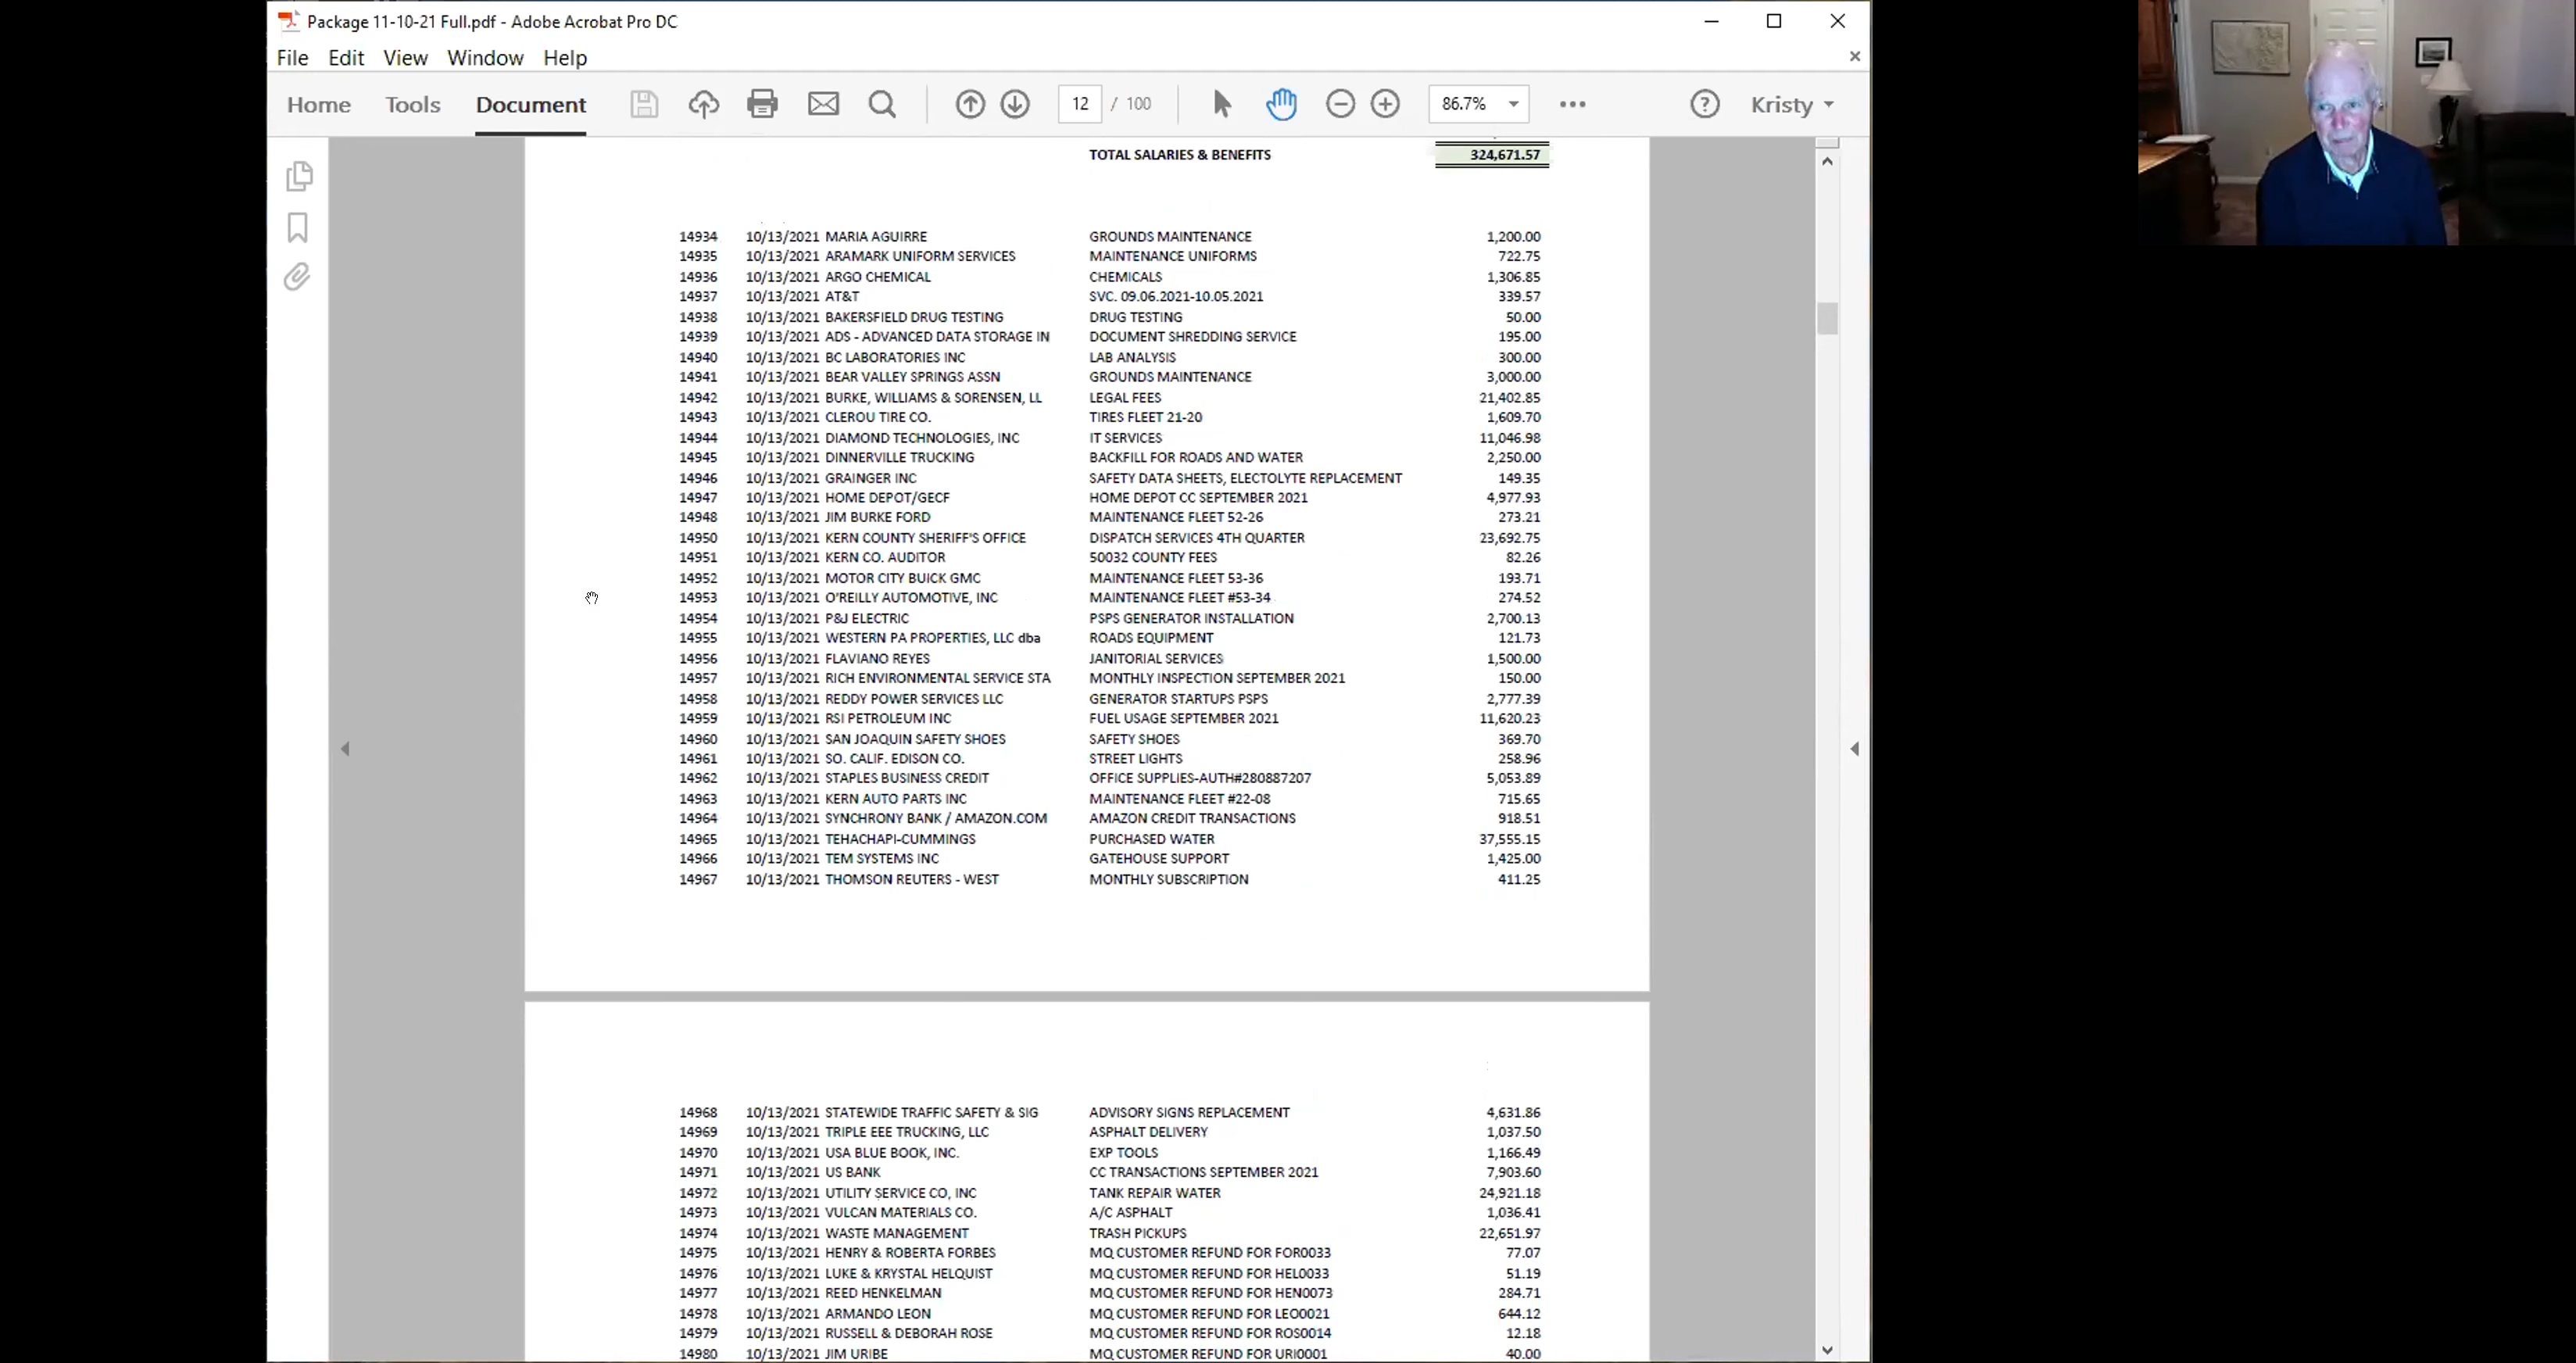 Package 11-10-21 Full.pdf - Adobe Acrobat Pro DC
File Edit View Window Help
Home Tools Document 12 / 100 86.7% Kristy
TOTAL SALARIES & BENEFITS 324,671.57
14934 10/13/2021 MARIA AGUIRRE GROUNDS MAINTENANCE 1,200.00
14935 10/13/2021 ARAMARK UNIFORM SERVICES MAINTENANCE UNIFORMS 722.75
14936 10/13/2021 ARGO CHEMICAL CHEMICALS 1,306.85
14937 10/13/2021 AT&T SVC. 09.06.2021-10.05.2021 339.57
14938 10/13/2021 BAKERSFIELD DRUG TESTING DRUG TESTING 50.00
14939 10/13/2021 ADS - ADVANCED DATA STORAGE IN DOCUMENT SHREDDING SERVICE 195.00
14940 10/13/2021 BC LABORATORIES INC LAB ANALYSIS 300.00
14941 10/13/2021 BEAR VALLEY SPRINGS ASSN GROUNDS MAINTENANCE 3,000.00
14942 10/13/2021 BURKE, WILLIAMS & SORENSEN, LL LEGAL FEES 21,402.85
14943 10/13/2021 CLEROU TIRE CO. TIRES FLEET 21-20 1,609.70
14944 10/13/2021 DIAMOND TECHNOLOGIES, INC IT SERVICES 11,046.98
14945 10/13/2021 DINNERVILLE TRUCKING BACKFILL FOR ROADS AND WATER 2,250.00
14946 10/13/2021 GRAINGER INC SAFETY DATA SHEETS, ELECTOLYTE REPLACEMENT 149.35
14947 10/13/2021 HOME DEPOT/GECF HOME DEPOT CC SEPTEMBER 2021 4,977.93
14948 10/13/2021 JIM BURKE FORD MAINTENANCE FLEET 52-26 273.21
14950 10/13/2021 KERN COUNTY SHERIFF'S OFFICE DISPATCH SERVICES 4TH QUARTER 23,692.75
14951 10/13/2021 KERN CO. AUDITOR 50032 COUNTY FEES 82.26
14952 10/13/2021 MOTOR CITY BUICK GMC MAINTENANCE FLEET 53-36 193.71
14953 10/13/2021 O'REILLY AUTOMOTIVE, INC MAINTENANCE FLEET #53-34 274.52
14954 10/13/2021 P&J ELECTRIC PSPS GENERATOR INSTALLATION 2,700.13
14955 10/13/2021 WESTERN PA PROPERTIES, LLC dba ROADS EQUIPMENT 121.73
14956 10/13/2021 FLAVIANO REYES JANITORIAL SERVICES 1,500.00
14957 10/13/2021 RICH ENVIRONMENTAL SERVICE STA MONTHLY INSPECTION SEPTEMBER 2021 150.00
14958 10/13/2021 REDDY POWER SERVICES LLC GENERATOR STARTUPS PSPS 2,777.39
14959 10/13/2021 RSI PETROLEUM INC FUEL USAGE SEPTEMBER 2021 11,620.23
14960 10/13/2021 SAN JOAQUIN SAFETY SHOES SAFETY SHOES 369.70
14961 10/13/2021 SO. CALIF. EDISON CO. STREET LIGHTS 258.96
14962 10/13/2021 STAPLES BUSINESS CREDIT OFFICE SUPPLIES-AUTH#280887207 5,053.89
14963 10/13/2021 KERN AUTO PARTS INC MAINTENANCE FLEET #22-08 715.65
14964 10/13/2021 SYNCHRONY BANK / AMAZON.COM AMAZON CREDIT TRANSACTIONS 918.51
14965 10/13/2021 TEHACHAPI-CUMMINGS PURCHASED WATER 37,555.15
14966 10/13/2021 TEM SYSTEMS INC GATEHOUSE SUPPORT 1,425.00
14967 10/13/2021 THOMSON REUTERS - WEST MONTHLY SUBSCRIPTION 411.25
14968 10/13/2021 STATEWIDE TRAFFIC SAFETY & SIG ADVISORY SIGNS REPLACEMENT 4,631.86
14969 10/13/2021 TRIPLE EEE TRUCKING, LLC ASPHALT DELIVERY 1,037.50
14970 10/13/2021 USA BLUE BOOK, INC. EXP TOOLS 1,166.49
14971 10/13/2021 US BANK CC TRANSACTIONS SEPTEMBER 2021 7,903.60
14972 10/13/2021 UTILITY SERVICE CO, INC TANK REPAIR WATER 24,921.18
14973 10/13/2021 VULCAN MATERIALS CO. A/C ASPHALT 1,036.41
14974 10/13/2021 WASTE MANAGEMENT TRASH PICKUPS 22,651.97
14975 10/13/2021 HENRY & ROBERTA FORBES MQ CUSTOMER REFUND FOR FOR0033 77.07
14976 10/13/2021 LUKE & KRYSTAL HELQUIST MQ CUSTOMER REFUND FOR HEL0033 51.19
14977 10/13/2021 REED HENKELMAN MQ CUSTOMER REFUND FOR HEN0073 284.71
14978 10/13/2021 ARMANDO LEON MQ CUSTOMER REFUND FOR LEO0021 644.12
14979 10/13/2021 RUSSELL & DEBORAH ROSE MQ CUSTOMER REFUND FOR ROS0014 12.18
14980 10/13/2021 JIM URIBE MQ CUSTOMER REFUND FOR URI0001 40.00